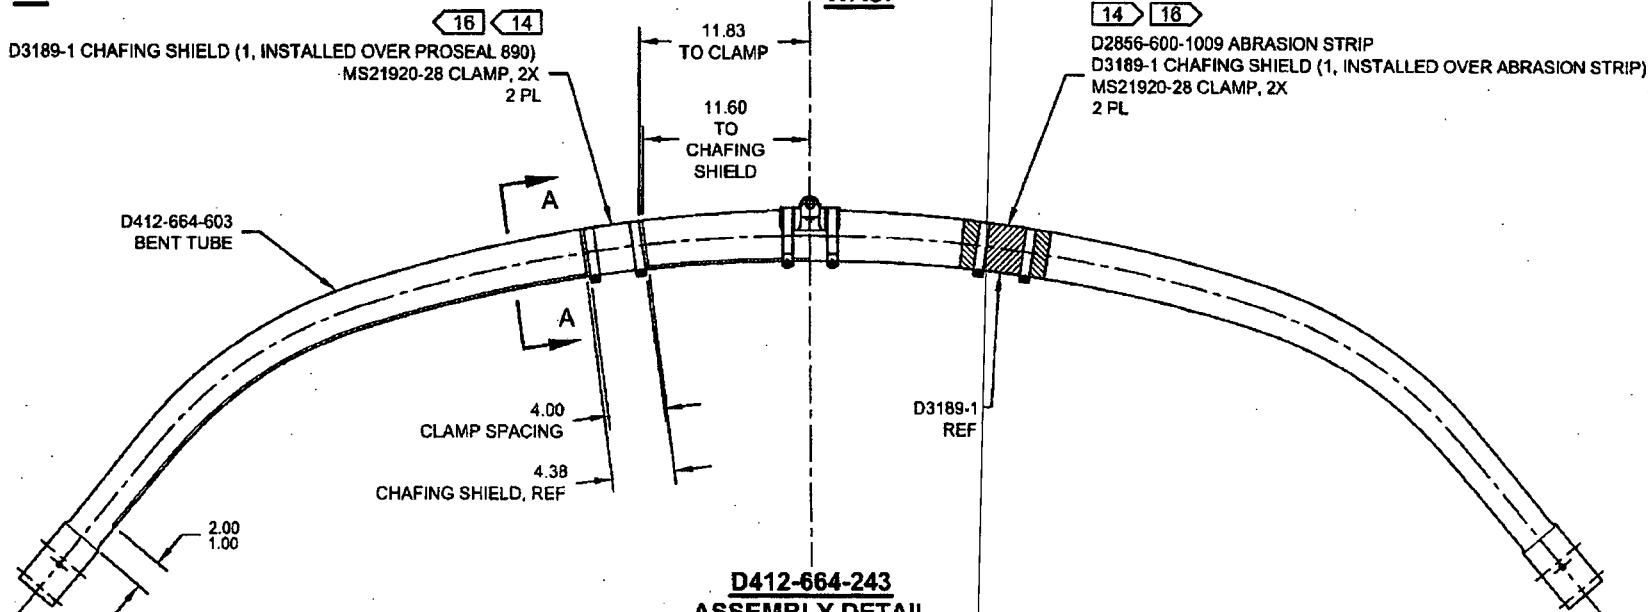 16 14
D3189-1 CHAFING SHIELD (1, INSTALLED OVER PROSEAL 890)
MS21920-28 CLAMP, 2X
2 PL
11.83
TO CLAMP
11.60
TO
CHAFING
SHIELD
14 16
D2856-600-1009 ABRASION STRIP
D3189-1 CHAFING SHIELD (1, INSTALLED OVER ABRASION STRIP)
MS21920-28 CLAMP, 2X
2 PL
A
D412-664-603
BENT TUBE
A
4.00
CLAMP SPACING
4.38
CHAFING SHIELD, REF
D3189-1
REF
2.00
1.00
D412-664-243
ASSEMBLY DETAIL